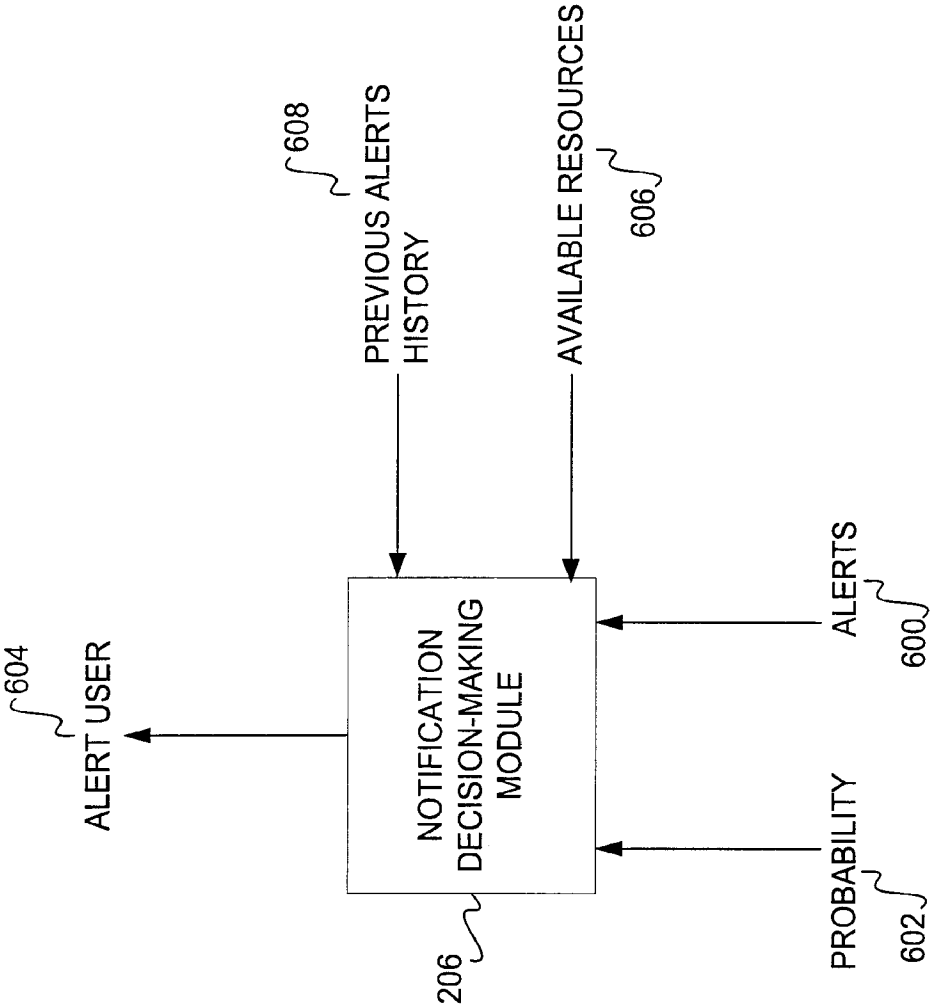 604
ALERT USER
608
PREVIOUS ALERTS
HISTORY
NOTIFICATION
DECISION-MAKING
MODULE
206
AVAILABLE RESOURCES
606
PROBABILITY
602
ALERTS
600